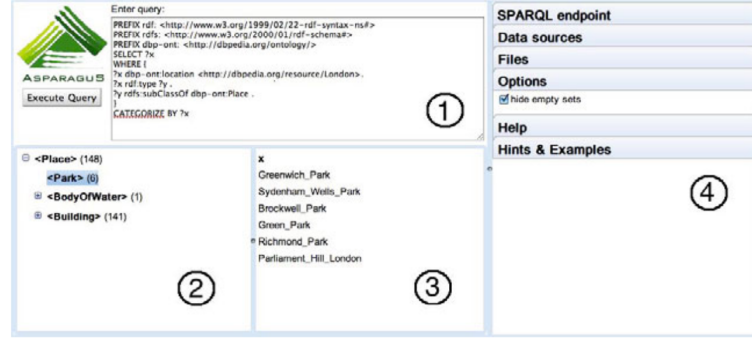 Enter query:
PREFIX rdf: <http://www.w3.org/1999/02/22-rdf-syntax-ns#>
PREFIX rdfs: <http://www.w3.org/2000/01/rdf-schema#>
PREFIX dbp-ont: <http://dbpedia.org/ontology/>
SELECT ?x
WHERE {
?x dbp-ont:location <http://dbpedia.org/resource/London>.
?x rdf:type ?y .
?y rdfs:subClassOf dbp-ont:Place .
}
CATEGORIZE BY ?x
ASPARAGUS
Execute Query
1
<Place> (148)
<Park> (6)
<BodyOfWater> (1)
<Building> (141)
2
x
Greenwich_Park
Sydenham_Wells_Park
Brockwell_Park
Green_Park
Richmond_Park
Parliament_Hill_London
3
SPARQL endpoint
Data sources
Files
Options
hide empty sets
Help
Hints & Examples
4